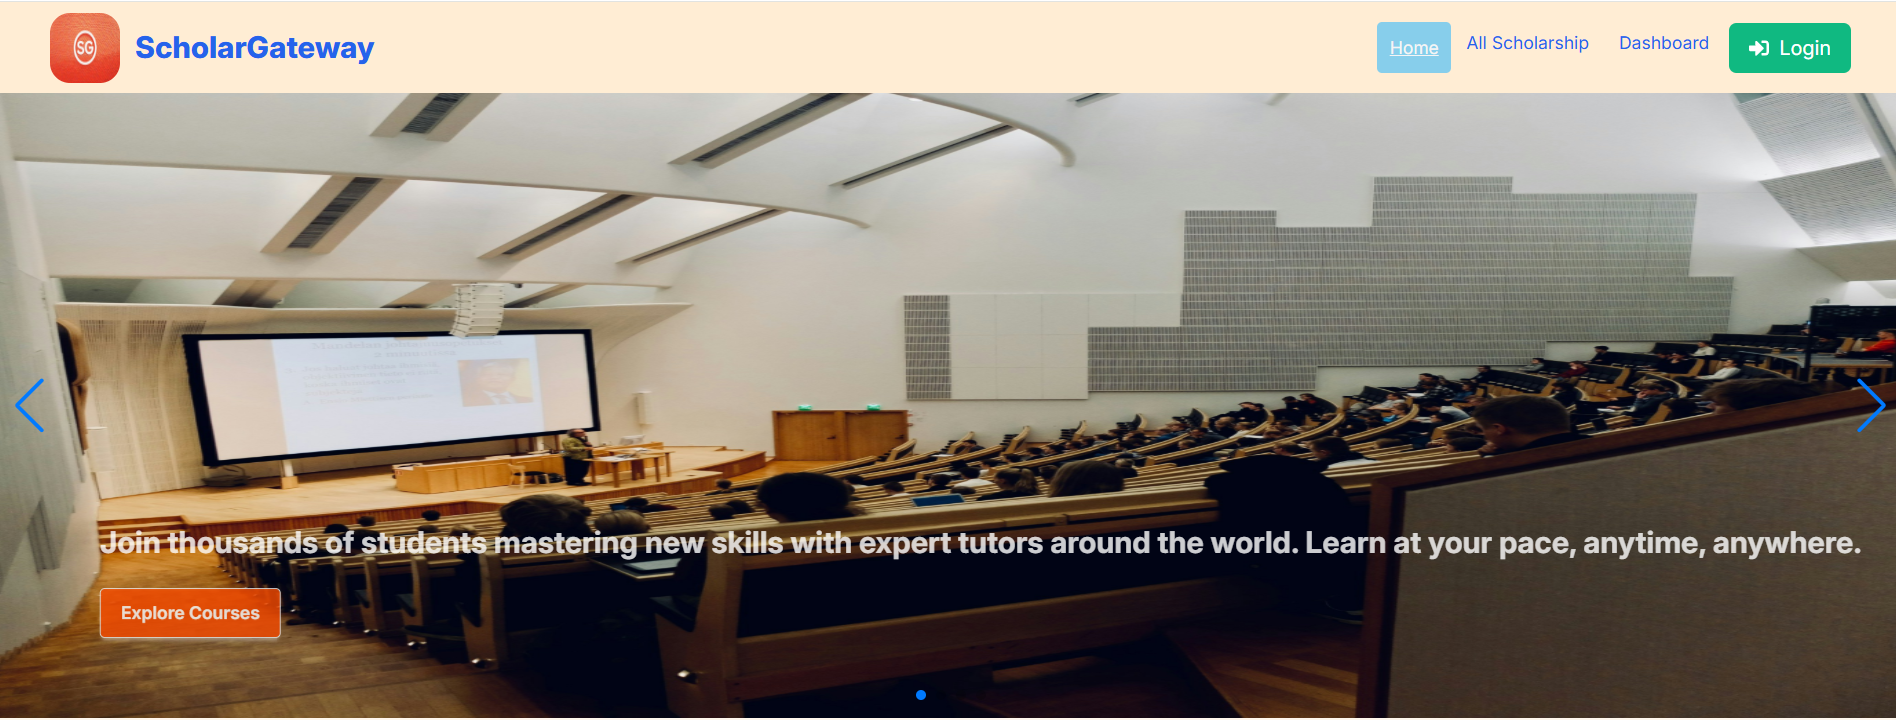 SG
ScholarGateway
Home
All Scholarship
Dashboard
Login
Join thousands of students mastering new skills with expert tutors around the world. Learn at your pace, anytime, anywhere.
Explore Courses